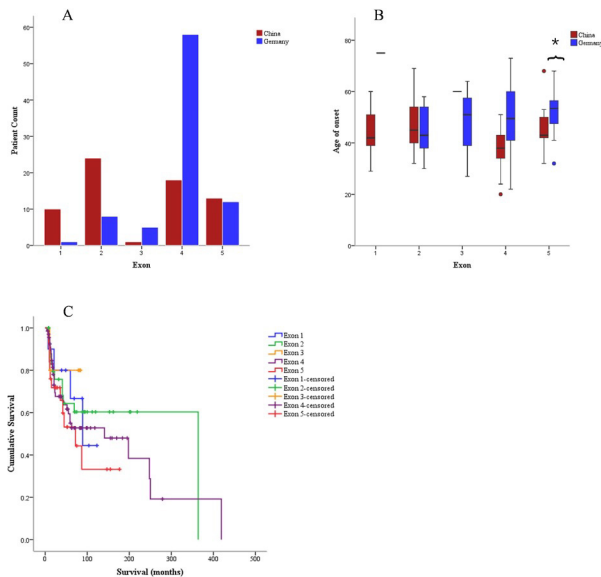 A
China
Germany
60
50
40
30
20
10
0
Patient Count
1 2 3 4 5
Exon
B
China
Germany
*
80
60
40
20
0
Age of onset
1 2 3 4 5
Exon
C
Exon 1
Exon 2
Exon 3
Exon 4
Exon 5
Exon 1-censored
Exon 2-censored
Exon 3-censored
Exon 4-censored
Exon 5-censored
1.0
0.8
0.6
0.4
0.2
0.0
Cumulative Survival
0 100 200 300 400 500
Survival (months)